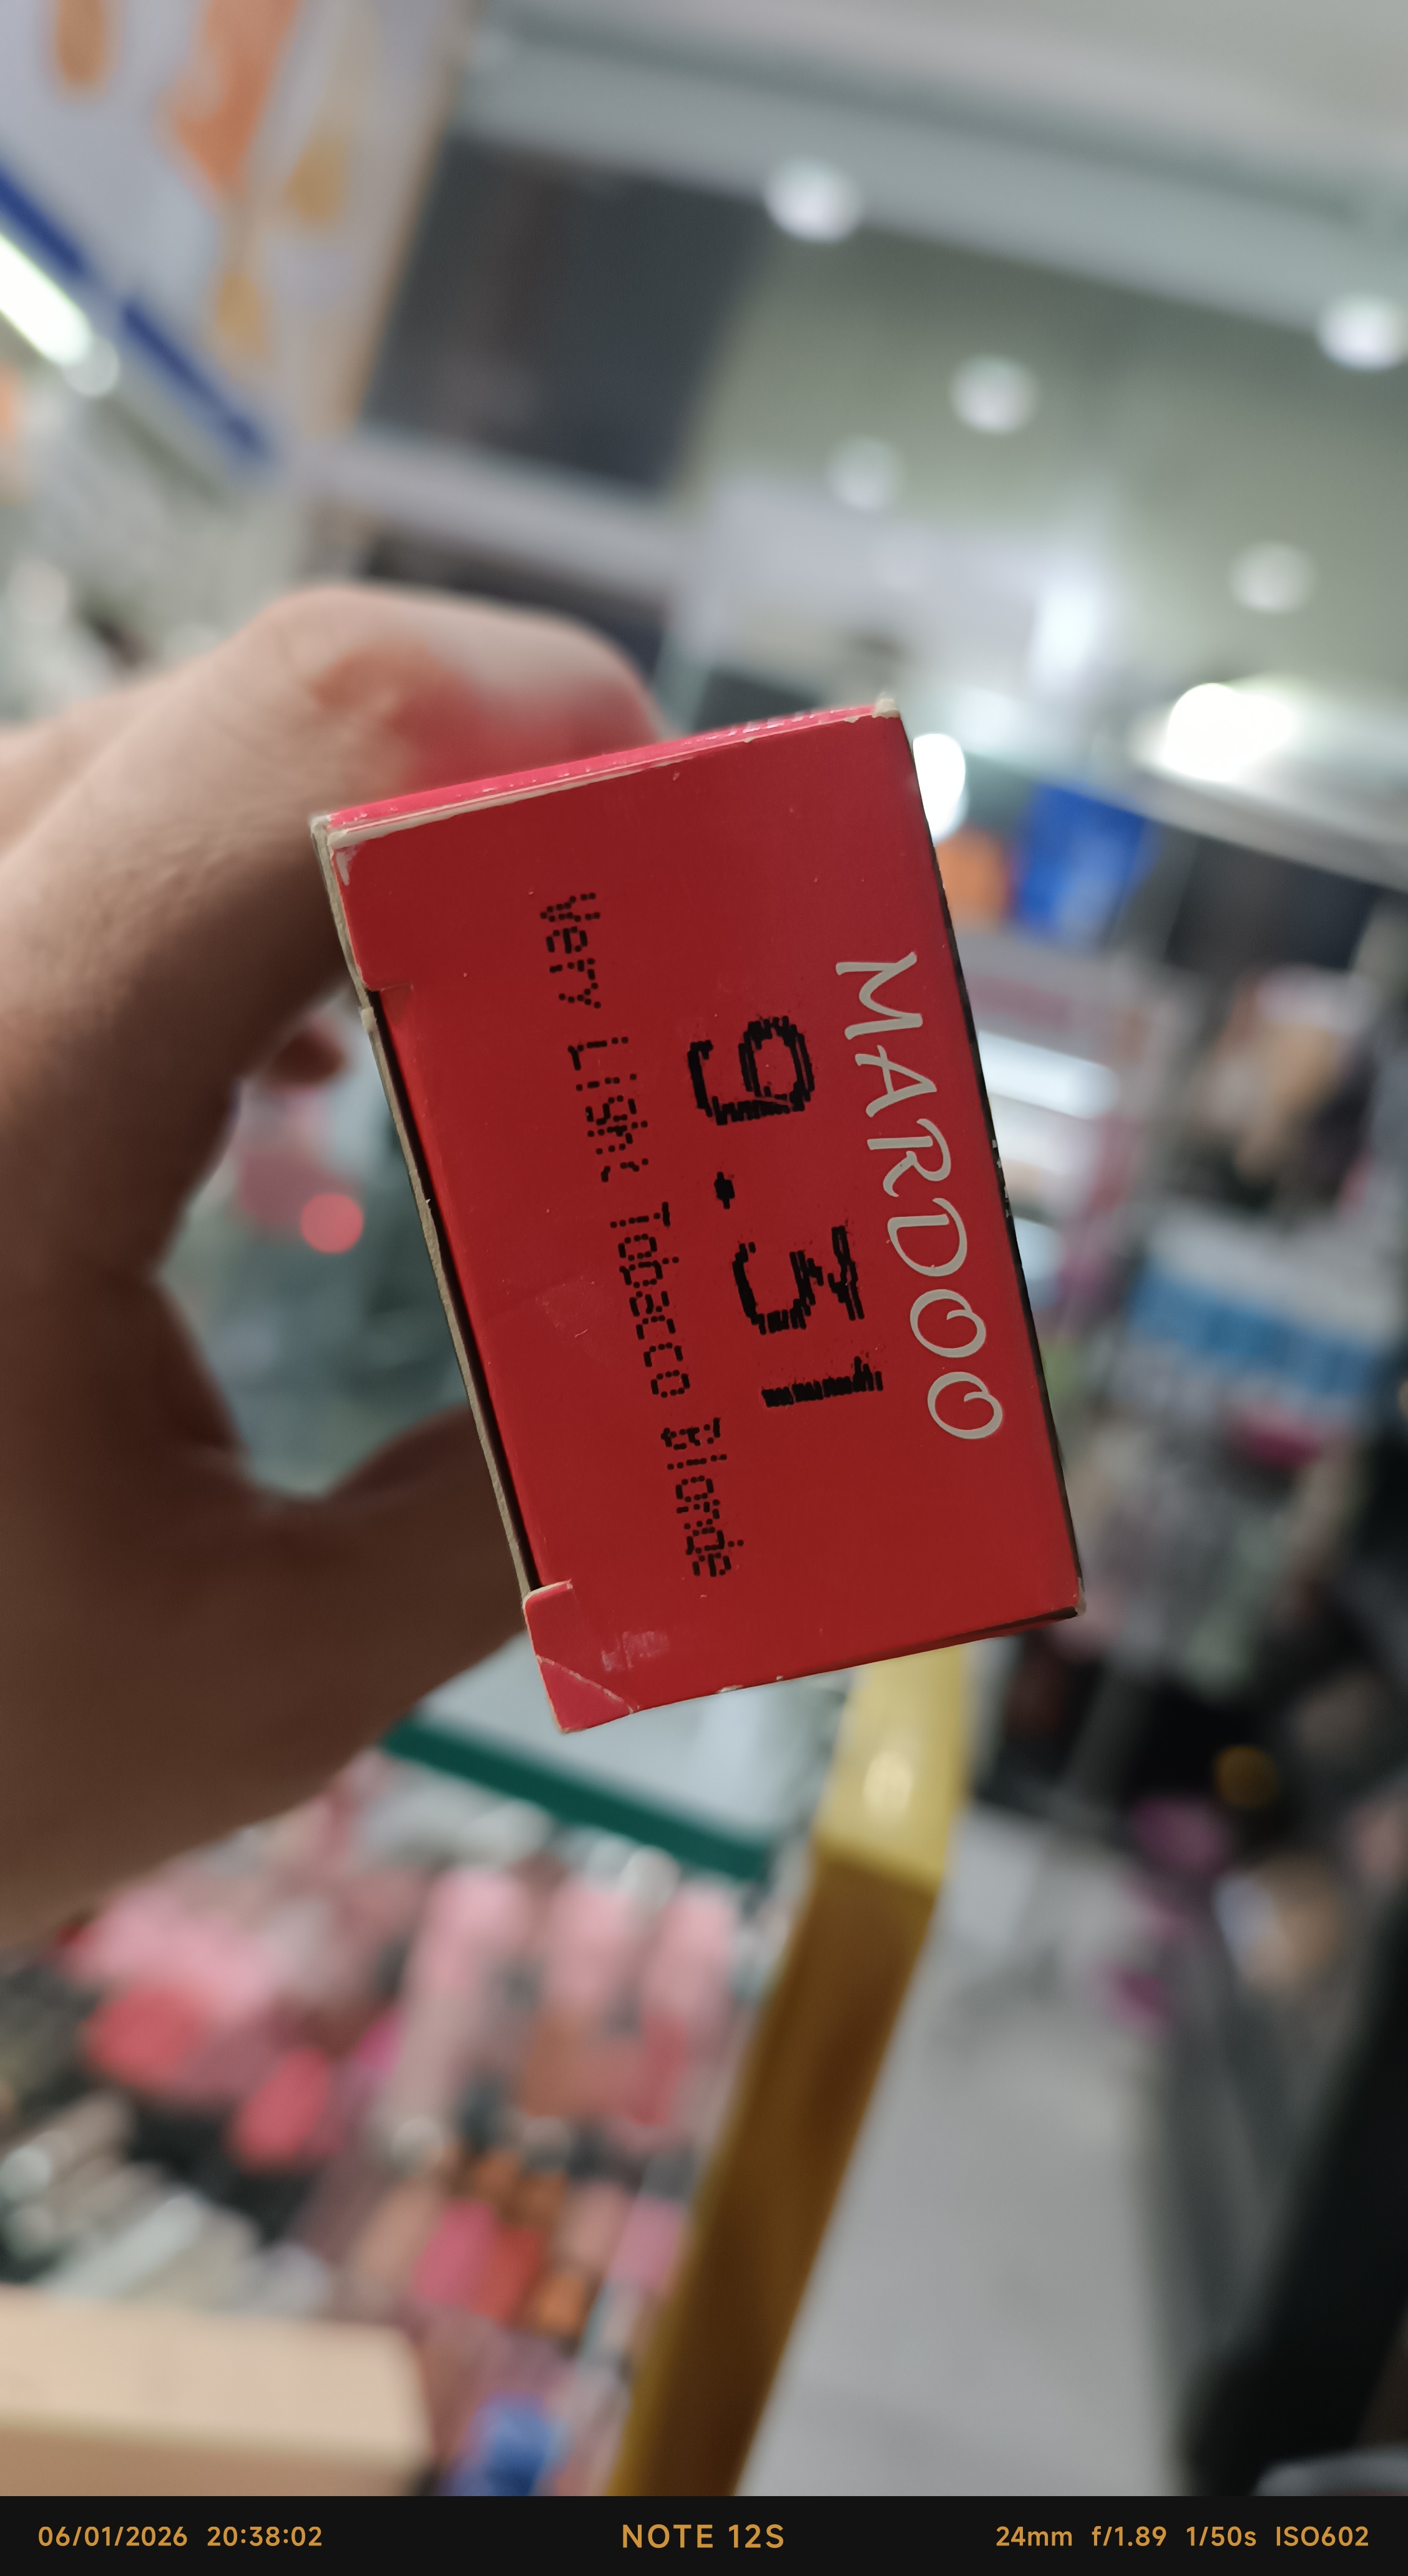 MARDOO
9.31
Very Light Tobacco Blonde
06/01/2026 20:38:02
NOTE 12S
24mm f/1.89 1/50s ISO602